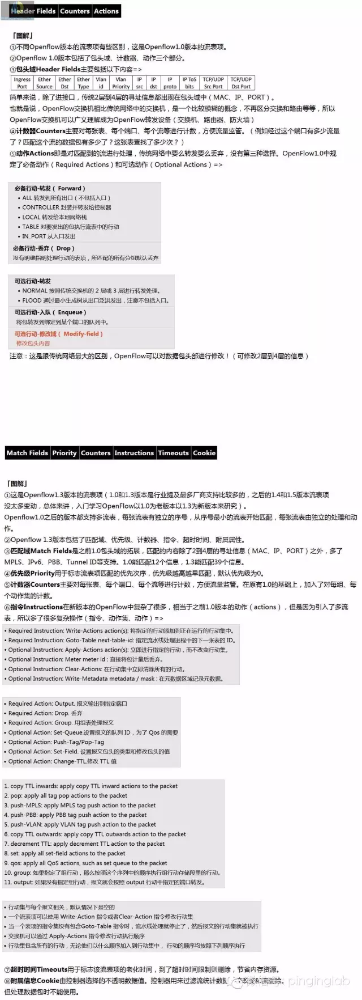 Header Fields Counters Actions
「图解」
①不同Openflow版本的流表项有些区别，这是Openflow1.0版本的流表项。
②Openflow 1.0版本包括了包头域、计数器、动作三个部分。
③包头域Header Fields主要包括以下内容=>
Ingress Port Ether Source Ether Dst Ether Type Vlan id Vlan Priority IP src IP dst IP proto IP ToS bits TCP/UDP Src Port TCP/UDP Dst Port
简单来说，除了进接口，传统2层到4层的寻址信息都出现在包头域中（MAC、IP、PORT）。
也就是说，OpenFlow交换机相比传统网络中的交换机，是一个比较模糊的概念，不再区分交换和路由等等，所以
OpenFlow交换机可以广义理解成为OpenFlow转发设备（交换机、路由器、防火墙）
④计数器Counters主要对每张表、每个端口、每个流等进行计数，方便流量监管。（例如经过这个端口有多少流量
了？匹配这个流的数据包有多少了？这张表查找了多少次？）
⑤动作Actions即是对匹配到的流进行处理，传统网络中要么转发要么丢弃，没有第三种选择。OpenFlow1.0中规
定了必备动作（Required Actions）和可选动作（Optional Actions）=>
必备行动-转发（ Forward）
• ALL 转发到所有出口（不包括入口）
• CONTROLLER 封装并转发给控制器
• LOCAL 转发给本地网络栈
• TABLE 对要发出的包执行流表中的行动
• IN_PORT 从入口发出
必备行动-丢弃（ Drop）
没有明确指明处理行动的表项，所匹配的所有分组默认丢弃
可选行动-转发
• NORMAL 按照传统交换机的 2 层或 3 层进行转发处理。
• FLOOD 通过最小生成树从出口泛洪发出，注意不包括入口。
可选行动-入队（ Enqueue）
将包转发到绑定到某个端口的队列中。
可选行动-修改域（ Modify-field）
修改包头内容
注意：这是跟传统网络最大的区别，OpenFlow可以对数据包头部进行修改！（可修改2层到4层的信息）
Match Fields Priority Counters Instructions Timeouts Cookie
「图解」
①这是Openflow1.3版本的流表项（1.0和1.3版本是行业提及最多厂商支持比较多的，之后的1.4和1.5版本流表项
没太多变动，总体来讲，入门学习OpenFlow以1.0为老版本以1.3为新版本来研究）。
Openflow1.0之后的版本都支持多流表，每张流表有独立的序号，从序号最小的流表开始匹配，每张流表由独立的处理和动
作。
②Openflow 1.3版本包括了匹配域、优先级、计数器、指令、超时时间、附属属性。
③匹配域Match Fields是之前1.0包头域的拓展，匹配的内容除了2到4层的寻址信息（MAC、IP、PORT）之外，多了
MPLS、IPv6、PBB、Tunnel ID等支持。1.0能匹配12个信息，1.3能匹配39个信息。
④优先级Priority用于标志流表项匹配的优先次序，优先级越高越早匹配，默认优先级为0。
⑤计数器Counters主要对每张表、每个端口、每个流等进行计数，方便流量监管。在原有1.0的基础上，加入了对每组、每
个动作集的计数。
⑥指令Instructions在新版本的OpenFlow中复杂了很多，相当于之前1.0版本的动作（actions），但是因为引入了多流
表，所以多了很多复杂操作（指令、动作集、动作）=>
• Required Instruction: Write-Actions action(s): 将指定的行动添加到正在运行的行动集中。
• Required Instruction: Goto-Table next-table-id: 指定流水线处理进程中的下一张表的 ID。
• Optional Instruction: Apply-Actions action(s): 立即进行指定的行动，而不改变行动集。
• Optional Instruction: Meter meter id : 直接将包计量后丢弃。
• Optional Instruction: Clear-Actions: 在行动集中立即清除所有的行动。
• Optional Instruction: Write-Metadata metadata / mask : 在元数据区域记录元数据。
• Required Action: Output. 报文输出到指定端口
• Required Action: Drop. 丢弃
• Required Action: Group. 用组表处理报文
• Optional Action: Set-Queue.设置报文的队列 ID，为了 Qos 的需要
• Optional Action: Push-Tag/Pop-Tag
• Optional Action: Set-Field. 设置报文包头的类型和修改包头的值
• Optional Action: Change-TTL.修改 TTL 值
1. copy TTL inwards: apply copy TTL inward actions to the packet
2. pop: apply all tag pop actions to the packet
3. push-MPLS: apply MPLS tag push action to the packet
4. push-PBB: apply PBB tag push action to the packet
5. push-VLAN: apply VLAN tag push action to the packet
6. copy TTL outwards: apply copy TTL outwards action to the packet
7. decrement TTL: apply decrement TTL action to the packet
8. set: apply all set-field actions to the packet
9. qos: apply all QoS actions, such as set queue to the packet
10. group: 如果指定了组行动，那么按照这个序列中的顺序执行组行动存储段里的行动。
11. output: 如果没有指定组行动，报文就会按照 output 行动中指定的端口转发。
• 行动集与每个报文相关，默认情况下是空的
• 一个流表项可以使用 Write-Action 指令或者Clear-Action 指令修改行动集
• 当一个表项的指令集没有包含Goto-Table 指令时，流水线处理就停止了，然后报文的行动集就被执行
• 交换机可以通过 Apply-Actions 指令修改行动执行顺序
• 行动集包含所有的行动，无论他们以什么顺序加入到行动集中， 行动的顺序均按照下列顺序执行
⑦超时时间Timeouts用于标志该流表项的老化时间，到了超时时间限制则删除，节省内存资源。
⑧附属信息Cookie由控制器选择的不透明数据值。控制器用来过滤流统计数据、流改变和流删除。
但处理数据包时不能使用。
微信号: pinginglab